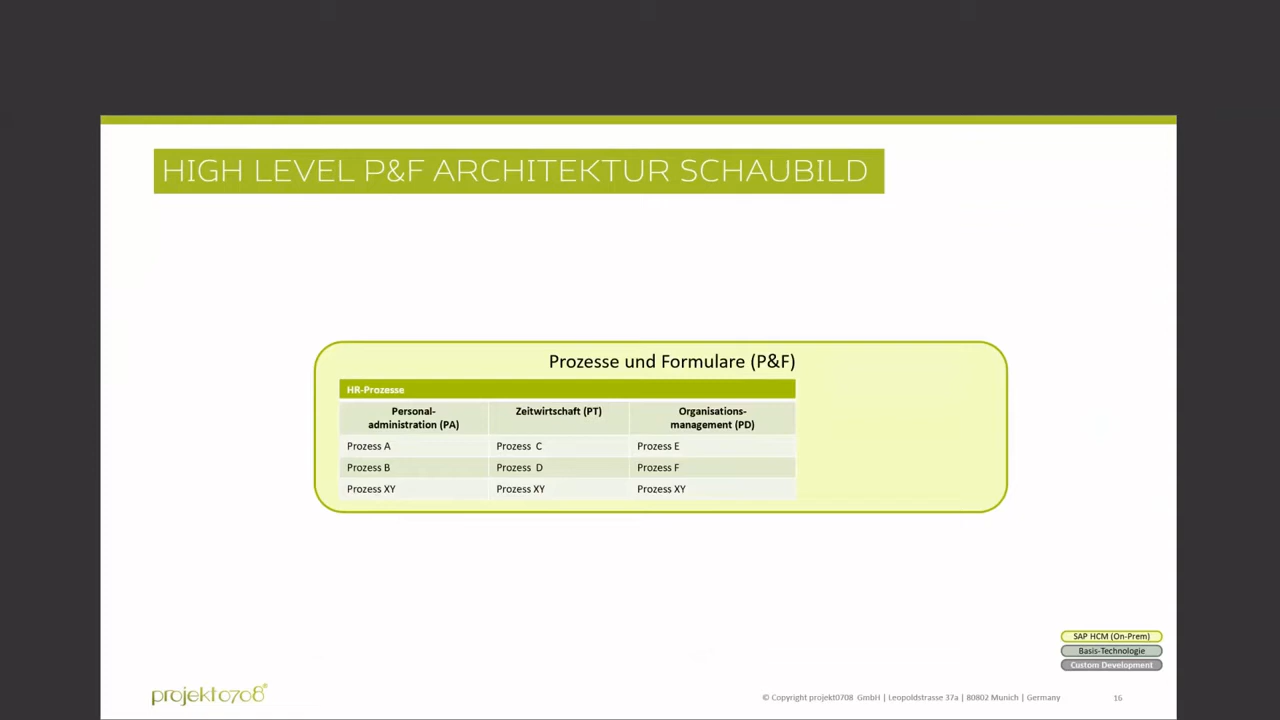 HIGH LEVEL P&F ARCHITEKTUR SCHAUBILD
Prozesse und Formulare (P&F)
HR-Prozesse
Personal-
administration (PA)
Zeitwirtschaft (PT)
Organisations-
management (PD)
Prozess A
Prozess C
Prozess E
Prozess B
Prozess D
Prozess F
Prozess XY
Prozess XY
Prozess XY
SAP HCM (On-Prem)
Basis-Technologie
Custom Development
projekt0708®
© Copyright projekt0708 GmbH | Leopoldstrasse 37a | 80802 Munich | Germany
16